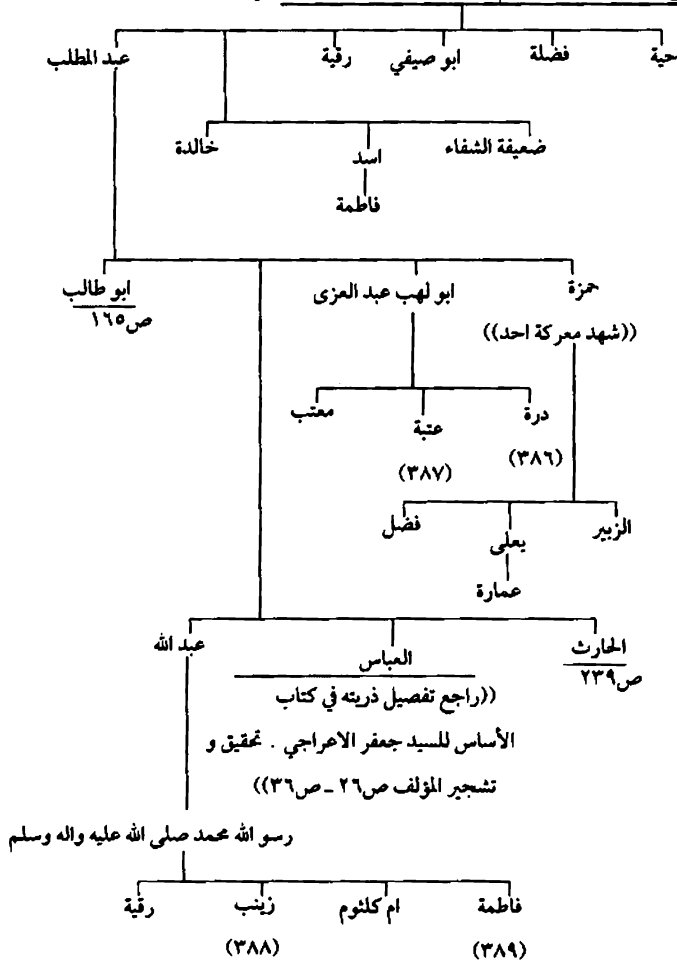 حية فضلة ابو صيفي رقية عبد المطلب
ضعيفة الشفاء اسد خالدة
فاطمة
حمزة ابو لهب عبد العزى ابو طالب
ص١٦٥
((شهد معركة احد))
درة عتبة معتب
(٣٨٦) (٣٨٧)
الزبير يعلى فضل
عمارة
الحارث العباس عبد الله
ص٢٣٩
((راجع تفصيل ذريته في كتاب
الأساس للسيد جعفر الاعراجي . تحقيق و
تشجير المؤلف ص٢٦ ـ ص٣٦))
رسو الله محمد صلى الله عليه واله وسلم
فاطمة ام كلثوم زينب رقية
(٣٨٩) (٣٨٨)